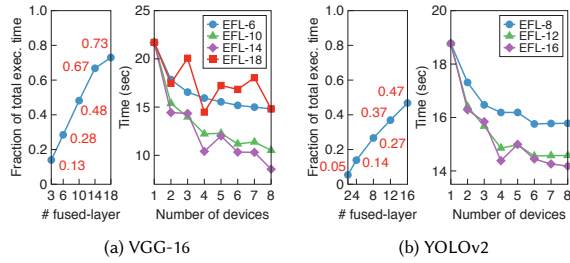 Fraction of total exec. time
1.0
0.8
0.6
0.4
0.2
0
0.73
0.67
0.48
0.28
0.13
3 6 10 14 18
# fused-layer
Time (sec)
25
20
15
10
EFL-6
EFL-10
EFL-14
EFL-18
1 2 3 4 5 6 7 8
Number of devices
(a) VGG-16
Fraction of total exec. time
1.0
0.8
0.6
0.4
0.2
0
0.47
0.37
0.27
0.14
0.05
2 4 8 12 16
# fused-layer
Time (sec)
20
18
16
14
EFL-8
EFL-12
EFL-16
1 2 3 4 5 6 7 8
Number of devices
(b) YOLOv2